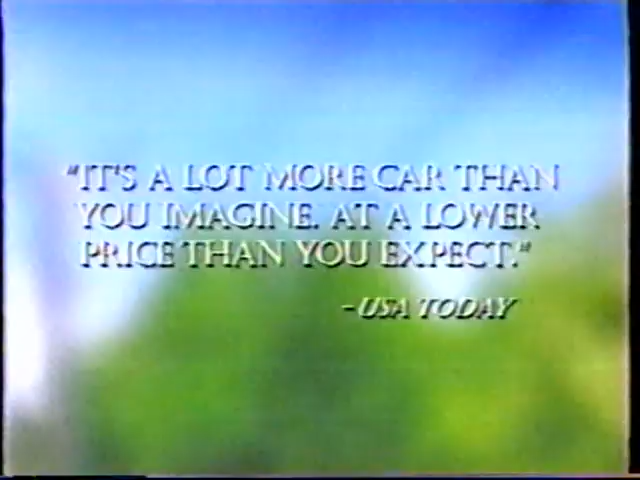 "IT'S A LOT MORE CAR THAN
YOU IMAGINE. AT A LOWER
PRICE THAN YOU EXPECT."
-USA TODAY